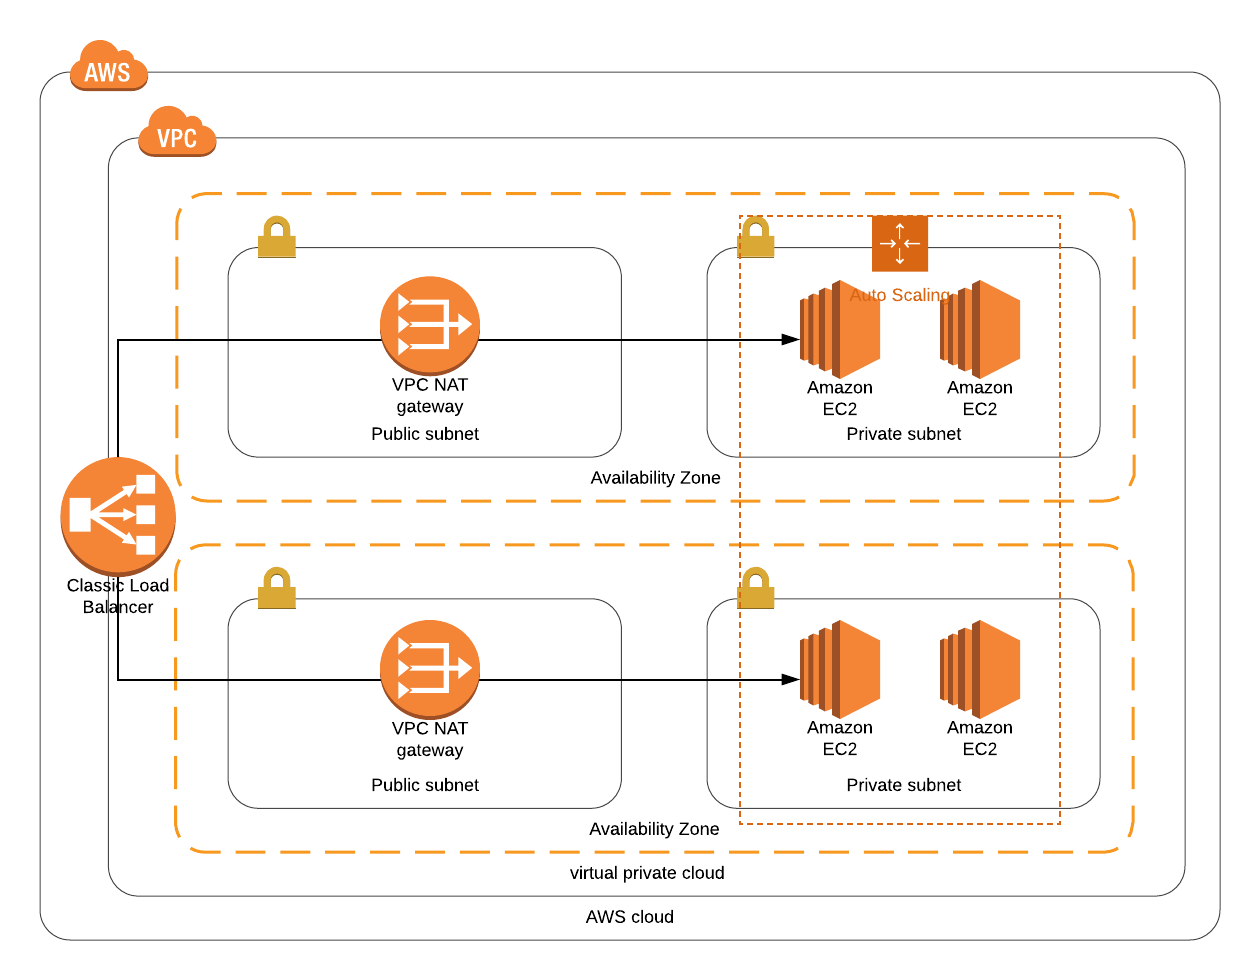 AWS
VPC
Auto Scaling
VPC NAT
gateway
Public subnet
Amazon
EC2
Amazon
EC2
Private subnet
Availability Zone
Classic Load
Balancer
VPC NAT
gateway
Public subnet
Amazon
EC2
Amazon
EC2
Private subnet
Availability Zone
virtual private cloud
AWS cloud